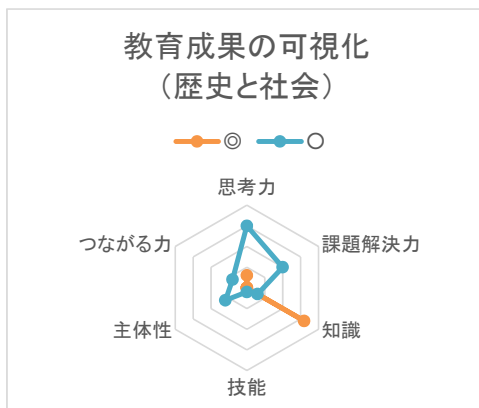 教育成果の可視化
（歴史と社会）
◎ ○
思考力
課題解決力
知識
技能
主体性
つながる力